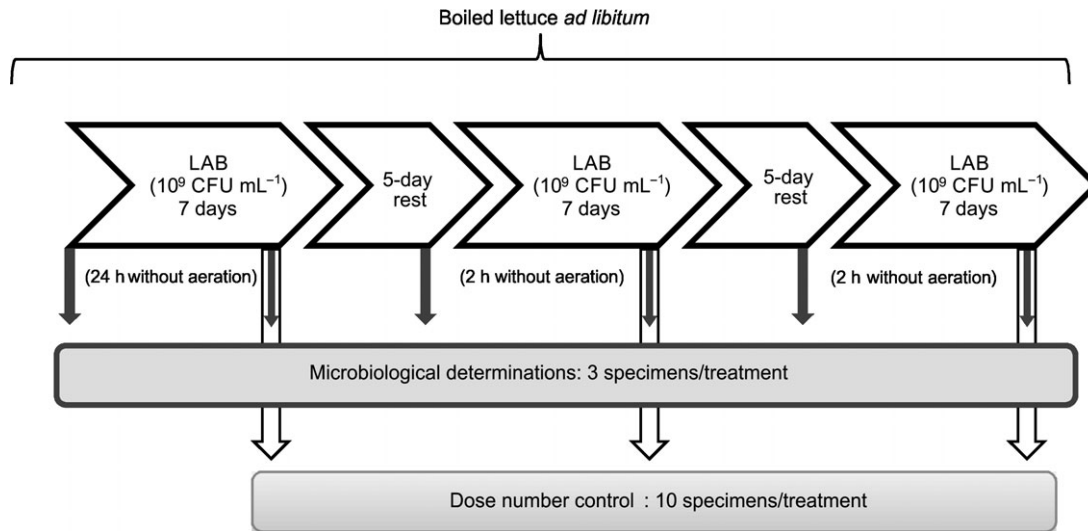 Boiled lettuce ad libitum
LAB
(10⁹ CFU mL⁻¹)
7 days
5-day
rest
LAB
(10⁹ CFU mL⁻¹)
7 days
5-day
rest
LAB
(10⁹ CFU mL⁻¹)
7 days
(24 h without aeration)
(2 h without aeration)
(2 h without aeration)
Microbiological determinations: 3 specimens/treatment
Dose number control : 10 specimens/treatment